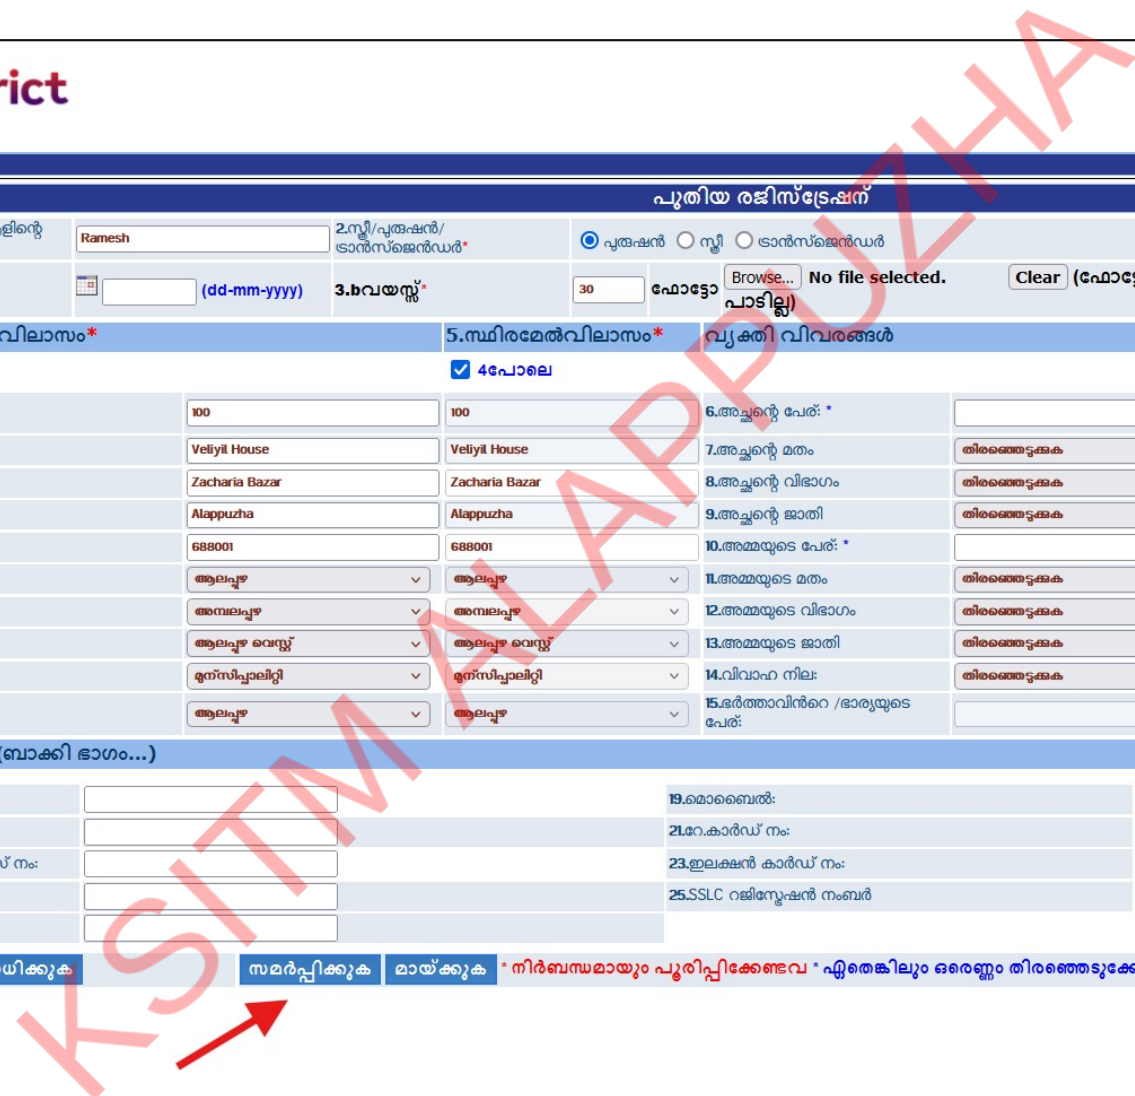 rict
പുതിയ രജിസ്ട്രേഷന്
ളിന്റെ Ramesh 2.സ്ത്രീ/പുരുഷൻ/ട്രാൻസ്ജെൻഡർ* പുരുഷൻ സ്ത്രീ ട്രാൻസ്ജെൻഡർ
(dd-mm-yyyy) 3.bവയസ്സ്* 30 ഫോട്ടോ Browse... No file selected. Clear (ഫോട്ടോ
പാടില്ല)
വിലാസം* 5.സ്ഥിരമേൽവിലാസം* വ്യക്തി വിവരങ്ങൾ
4പോലെ
100 100 6.അച്ഛന്റെ പേര്: *
Veliyil House Veliyil House 7.അച്ഛന്റെ മതം തിരഞ്ഞെടുക്കുക
Zacharia Bazar Zacharia Bazar 8.അച്ഛന്റെ വിഭാഗം തിരഞ്ഞെടുക്കുക
Alappuzha Alappuzha 9.അച്ഛന്റെ ജാതി തിരഞ്ഞെടുക്കുക
688001 688001 10.അമ്മയുടെ പേര്: *
ആലപ്പുഴ ആലപ്പുഴ 11.അമ്മയുടെ മതം തിരഞ്ഞെടുക്കുക
അമ്പലപ്പുഴ അമ്പലപ്പുഴ 12.അമ്മയുടെ വിഭാഗം തിരഞ്ഞെടുക്കുക
ആലപ്പുഴ വെസ്റ്റ് ആലപ്പുഴ വെസ്റ്റ് 13.അമ്മയുടെ ജാതി തിരഞ്ഞെടുക്കുക
മുന്സിപ്പാലിറ്റി മുന്സിപ്പാലിറ്റി 14.വിവാഹ നില: തിരഞ്ഞെടുക്കുക
ആലപ്പുഴ ആലപ്പുഴ 15.ഭർത്താവിൻറെ /ഭാര്യയുടെ
പേര്:
(ബാക്കി ഭാഗം...)
19.മൊബൈൽ:
21.റേ.കാർഡ് നം:
സ് നം: 23.ഇലക്ഷൻ കാർഡ് നം:
25.SSLC റജിസ്ട്രേഷൻ നംബർ
ധിക്കുക സമർപ്പിക്കുക മായ്ക്കുക * നിർബന്ധമായും പൂരിപ്പിക്കേണ്ടവ * ഏതെങ്കിലും ഒരെണ്ണം തിരഞ്ഞെടുക്കേ
KSITM ALAPPUZHA